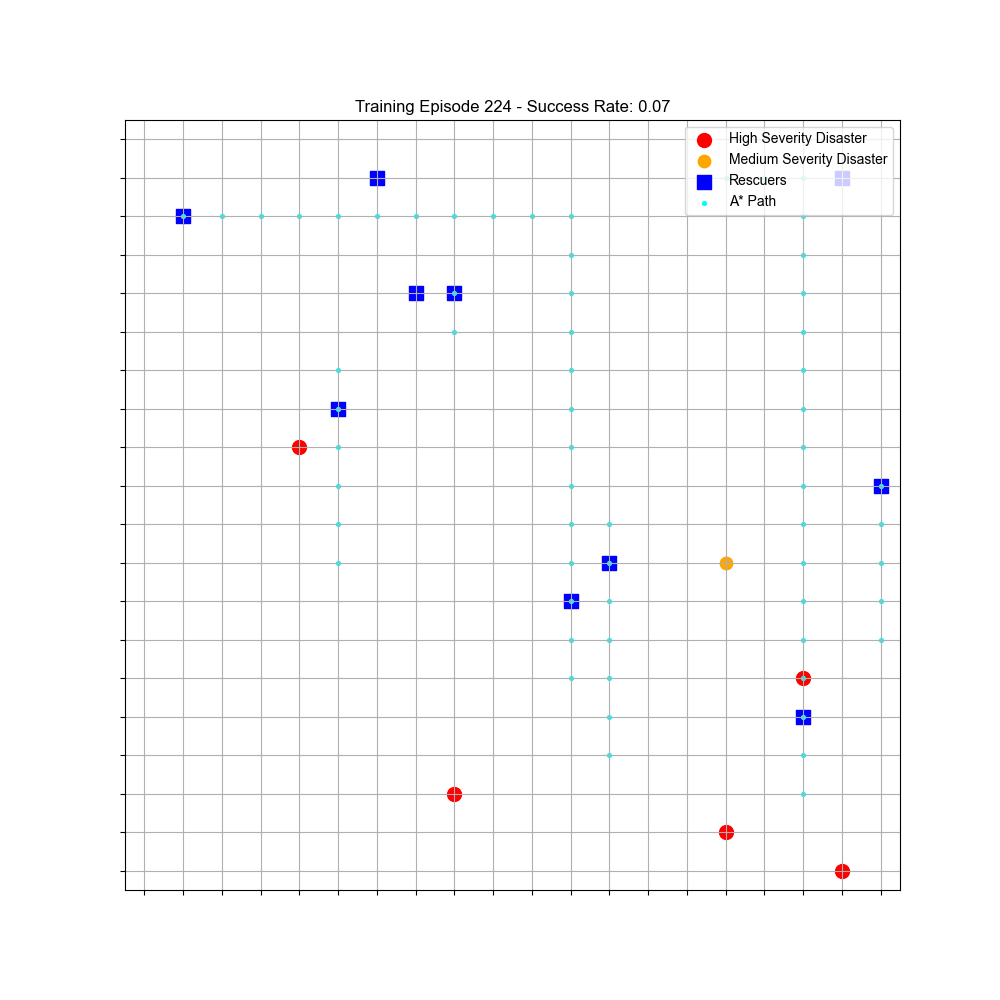 Training Episode 224 - Success Rate: 0.07
High Severity Disaster
Medium Severity Disaster
Rescuers
A* Path